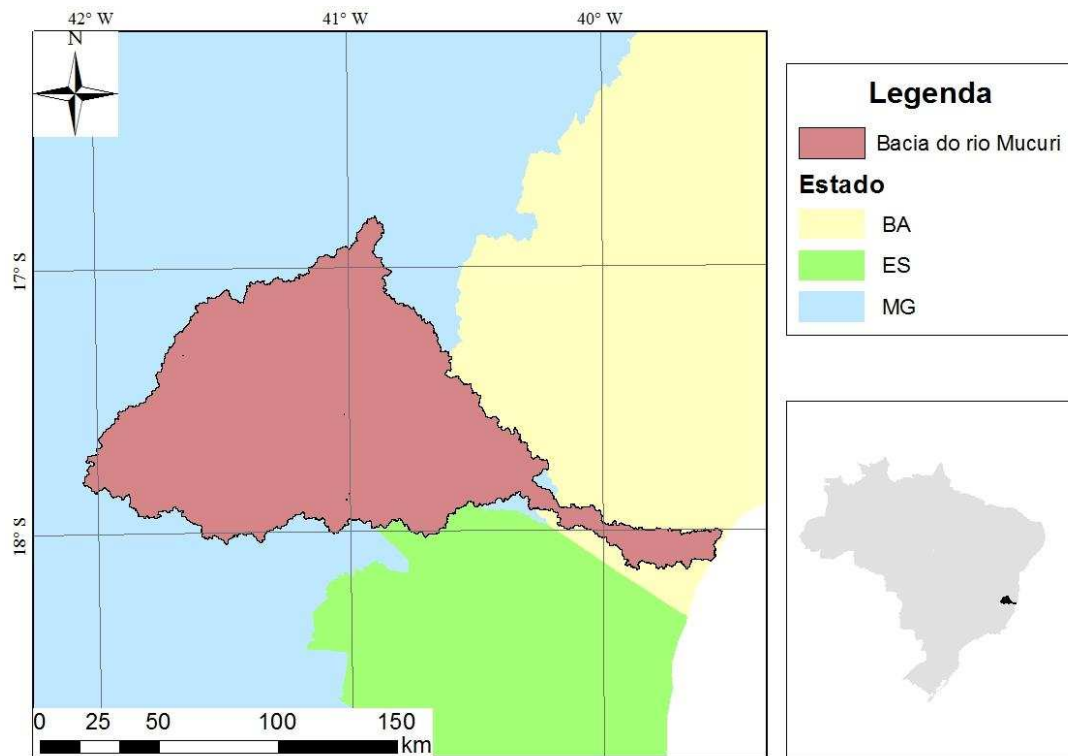 42° W 41° W 40° W
N
17° S
18° S
0 25 50 100 150
km
Legenda
Bacia do rio Mucuri
Estado
BA
ES
MG